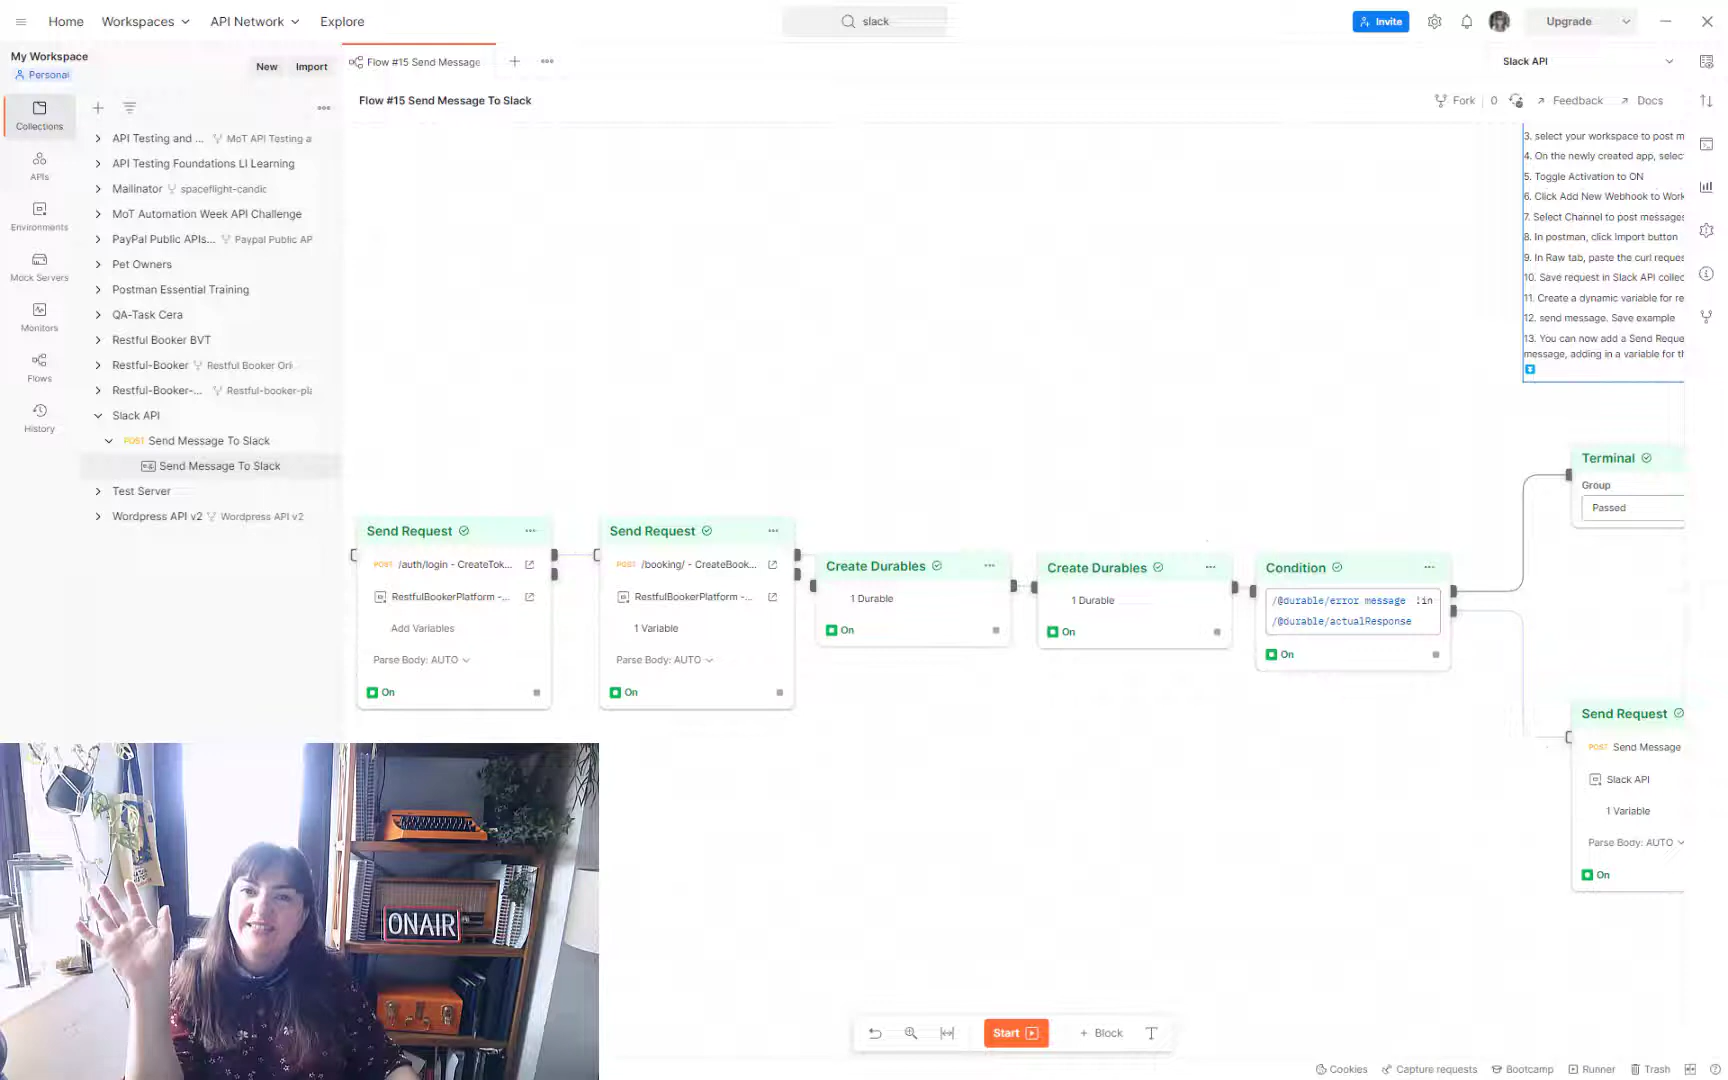 Home
Workspaces
API Network
Explore
slack
Invite
Upgrade
My Workspace
Personal
New
Import
Flow #15 Send Message
Slack API
Flow #15 Send Message To Slack
Fork 0
Feedback
Docs
Collections
APIs
Environments
Mock Servers
Monitors
Flows
History
API Testing and ... MoT API Testing a
API Testing Foundations LI Learning
Mailinator spaceflight-candic
MoT Automation Week API Challenge
PayPal Public APIs... Paypal Public AP
Pet Owners
Postman Essential Training
QA-Task Cera
Restful Booker BVT
Restful-Booker Restful Booker Ori
Restful-Booker-... Restful-booker-pla
Slack API
POST Send Message To Slack
e.g. Send Message To Slack
Test Server
Wordpress API v2 Wordpress API v2
3. select your workspace to post m
4. On the newly created app, select
5. Toggle Activation to ON
6. Click Add New Webhook to Work
7. Select Channel to post messages
8. In postman, click Import button
9. In Raw tab, paste the curl reques
10. Save request in Slack API collec
11. Create a dynamic variable for re
12. send message. Save example
13. You can now add a Send Reque
message, adding in a variable for th
Send Request
POST /auth/login - CreateTok...
RestfulBookerPlatform -...
Add Variables
Parse Body: AUTO
On
Send Request
POST /booking/ - CreateBook...
RestfulBookerPlatform -...
1 Variable
Parse Body: AUTO
On
Create Durables
1 Durable
On
Create Durables
1 Durable
On
Condition
/@durable/error message !in
/@durable/actualResponse
On
Terminal
Group
Passed
Send Request
POST Send Message
Slack API
1 Variable
Parse Body: AUTO
On
ON AIR
Start
+ Block
T
Cookies
Capture requests
Bootcamp
Runner
Trash